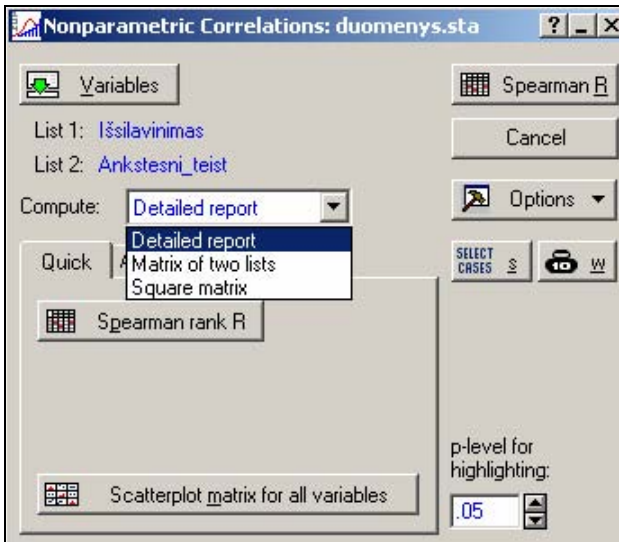 Nonparametric Correlations: duomenys.sta
Variables
Spearman R
List 1: Išsilavinimas
Cancel
List 2: Ankstesni_teist
Compute: Detailed report
Options
Detailed report
Matrix of two lists
Square matrix
Quick
SELECT CASES S
W
Spearman rank R
p-level for
highlighting:
Scatterplot matrix for all variables
.05